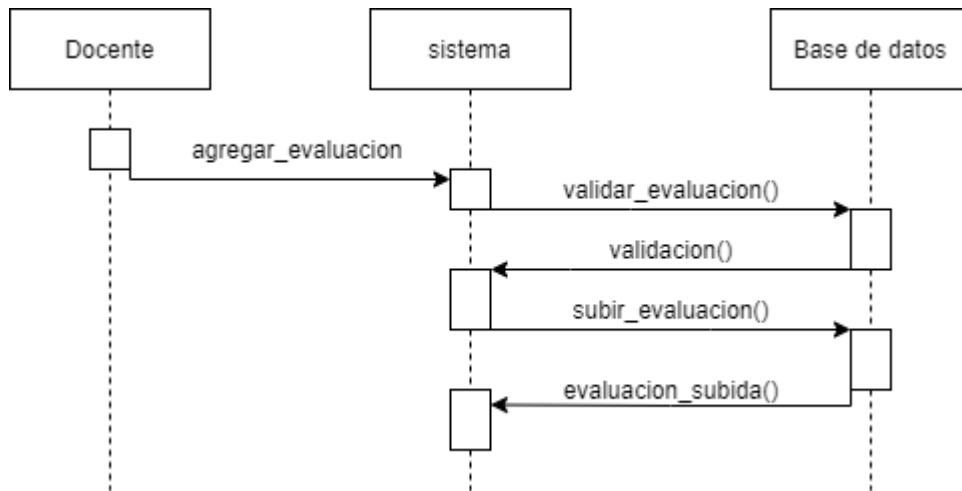 Docente
sistema
Base de datos
agregar_evaluacion
validar_evaluacion()
validacion()
subir_evaluacion()
evaluacion_subida()